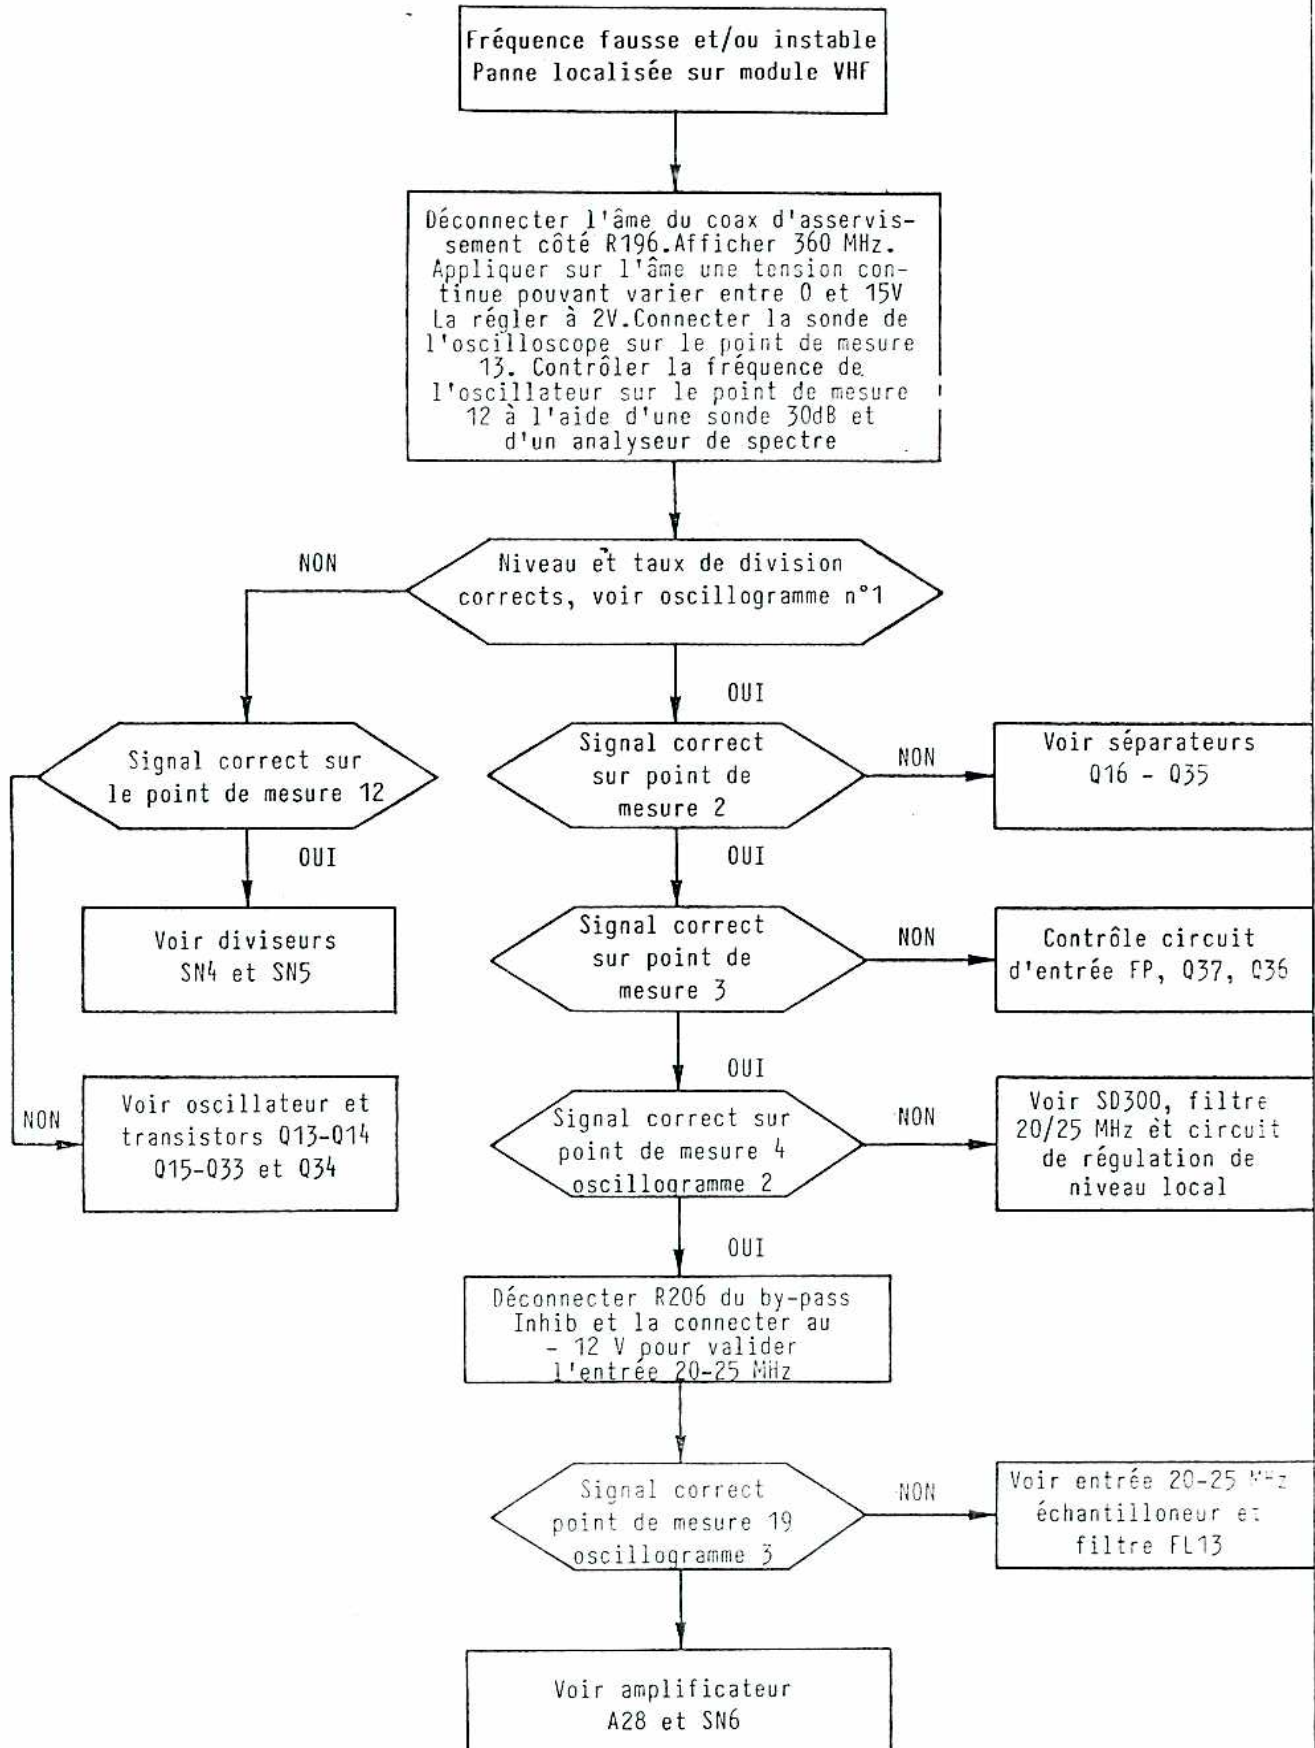 Fréquence fausse et/ou instable
Panne localisée sur module VHF
Déconnecter l'âme du coax d'asservis-
sement côté R196.Afficher 360 MHz.
Appliquer sur l'âme une tension con-
tinue pouvant varier entre 0 et 15V
La régler à 2V.Connecter la sonde de
l'oscilloscope sur le point de mesure
13. Contrôler la fréquence de
l'oscillateur sur le point de mesure
12 à l'aide d'une sonde 30dB et
d'un analyseur de spectre
NON
Niveau et taux de division
corrects, voir oscillogramme n°1
OUI
Signal correct sur
le point de mesure 12
Signal correct
sur point de
mesure 2
NON
Voir séparateurs
Q16 - Q35
OUI
OUI
Voir diviseurs
SN4 et SN5
Signal correct
sur point de
mesure 3
NON
Contrôle circuit
d'entrée FP, Q37, Q36
OUI
NON
Voir oscillateur et
transistors Q13-Q14
Q15-Q33 et Q34
Signal correct sur
point de mesure 4
oscillogramme 2
NON
Voir SD300, filtre
20/25 MHz et circuit
de régulation de
niveau local
OUI
Déconnecter R206 du by-pass
Inhib et la connecter au
- 12 V pour valider
l'entrée 20-25 MHz
Signal correct
point de mesure 19
oscillogramme 3
NON
Voir entrée 20-25 MHz
échantilloneur et
filtre FL13
Voir amplificateur
A28 et SN6